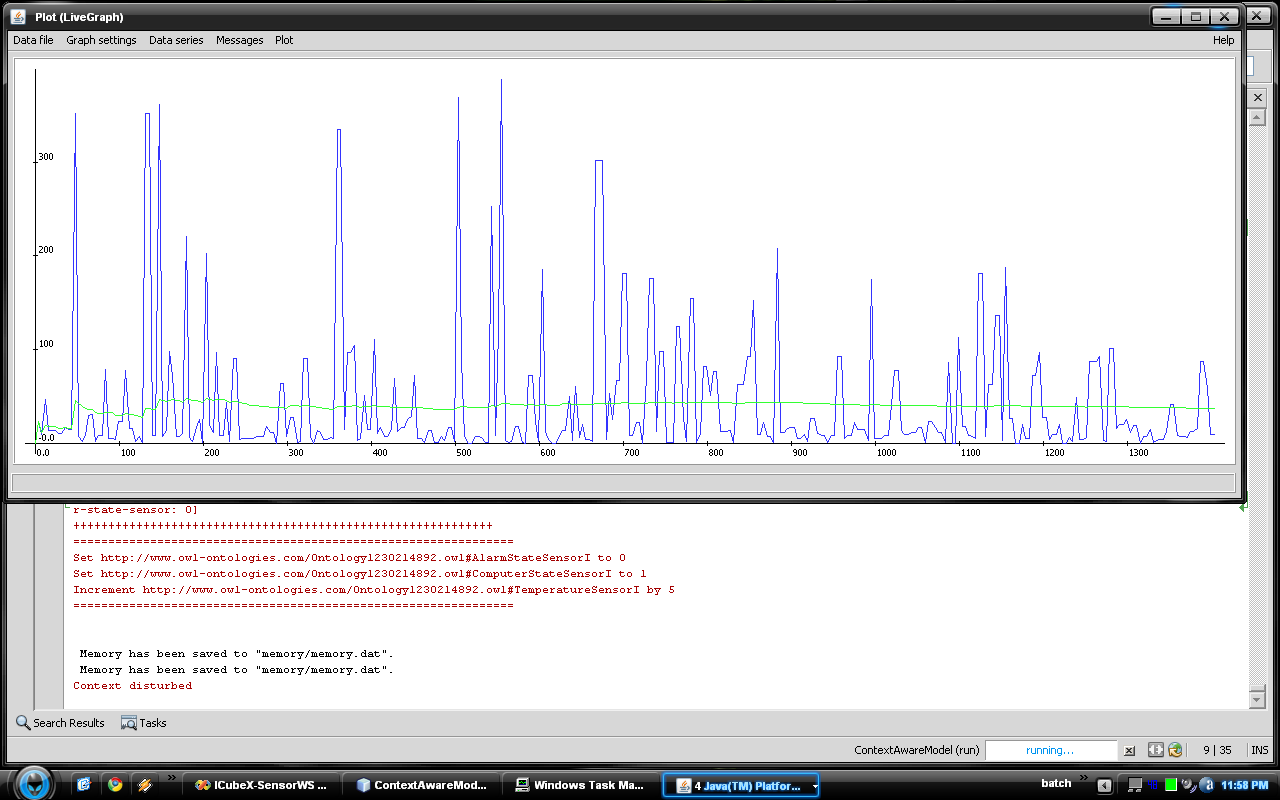 Plot (LiveGraph)
Data file Graph settings Data series Messages Plot Help
300
200
100
0.0
0.0 100 200 300 400 500 600 700 800 900 1000 1100 1200 1300
r-state-sensor: 0]
++++++++++++++++++++++++++++++++++++++++++++++++++++++++++++
===============================================================
Set http://www.owl-ontologies.com/Ontology1230214892.owl#AlarmStateSensorI to 0
Set http://www.owl-ontologies.com/Ontology1230214892.owl#ComputerStateSensorI to 1
Increment http://www.owl-ontologies.com/Ontology1230214892.owl#TemperatureSensorI by 5
===============================================================
Memory has been saved to "memory/memory.dat".
Memory has been saved to "memory/memory.dat".
Context disturbed
Search Results Tasks
ContextAwareModel (run) running... 9 | 35 INS
ICubeX-SensorWS ... ContextAwareMod... Windows Task Ma... 4 Java(TM) Platfor... batch 11:58 PM